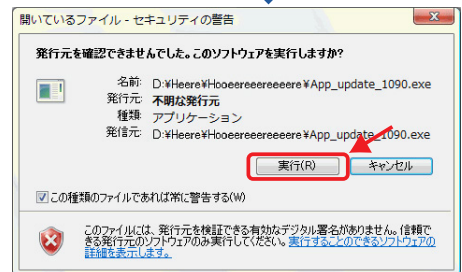 開いているファイル - セキュリティの警告
発行元を確認できませんでした。このソフトウェアを実行しますか?
名前: D:¥Heere¥Hooeereereeeere¥App_update_1090.exe
発行元: 不明な発行元
種類: アプリケーション
発信元: D:¥Heere¥Hooeereereeeere¥App_update_1090.exe
実行(R) キャンセル
この種類のファイルであれば常に警告する(W)
このファイルには、発行元を検証できる有効なデジタル署名がありません。信頼で
きる発行元のソフトウェアのみ実行してください。実行することのできるソフトウェアの
詳細を表示します。